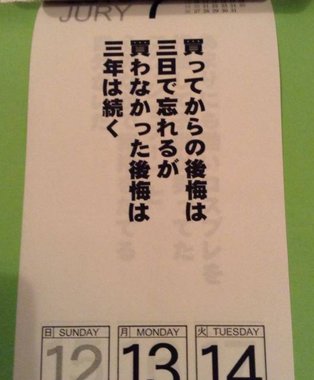 JURY 7
買ってからの後悔は
三日で忘れるが
買わなかった後悔は
三年は続く
日 SUNDAY
月 MONDAY
火 TUESDAY
12
13
14